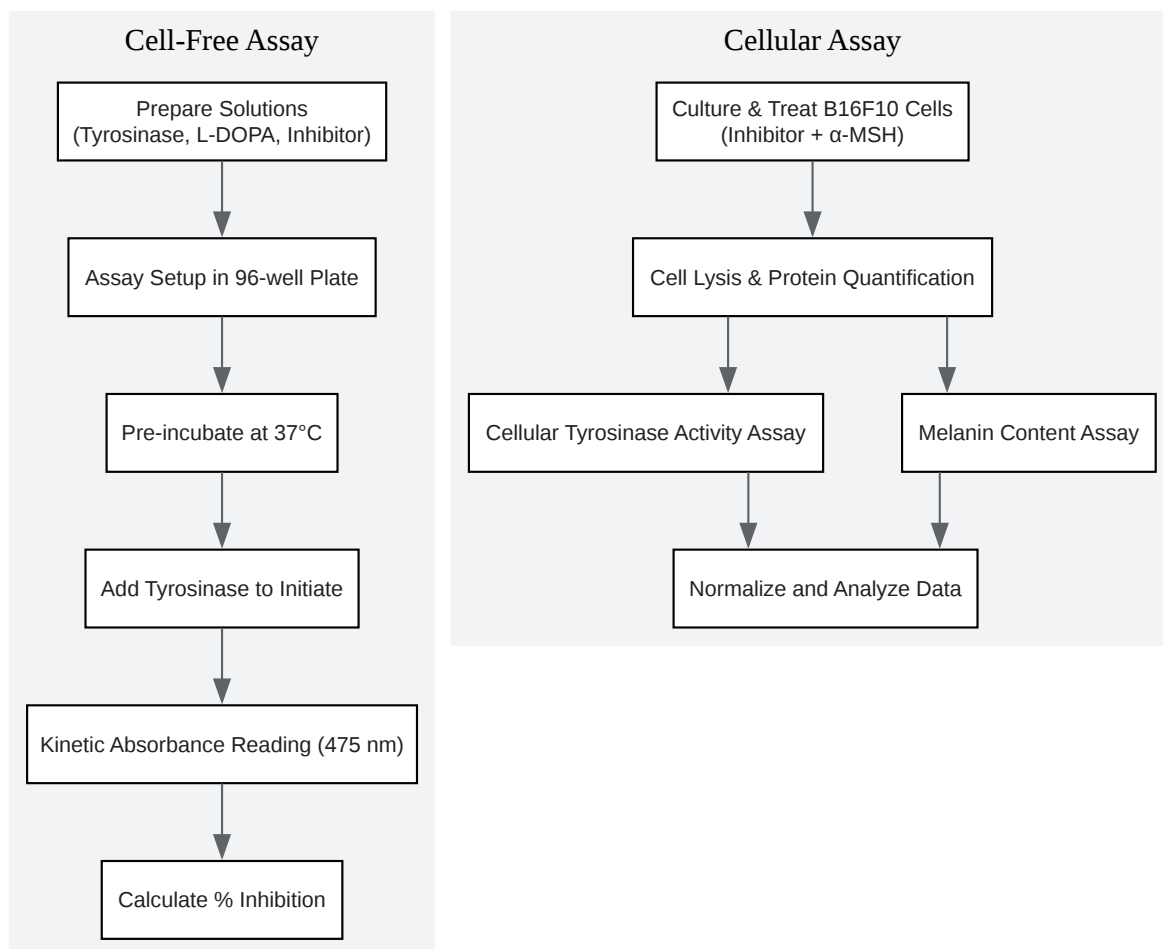 Cell-Free Assay
Prepare Solutions
(Tyrosinase, L-DOPA, Inhibitor)
Assay Setup in 96-well Plate
Pre-incubate at 37°C
Add Tyrosinase to Initiate
Kinetic Absorbance Reading (475 nm)
Calculate % Inhibition
Cellular Assay
Culture & Treat B16F10 Cells
(Inhibitor + α-MSH)
Cell Lysis & Protein Quantification
Cellular Tyrosinase Activity Assay
Melanin Content Assay
Normalize and Analyze Data